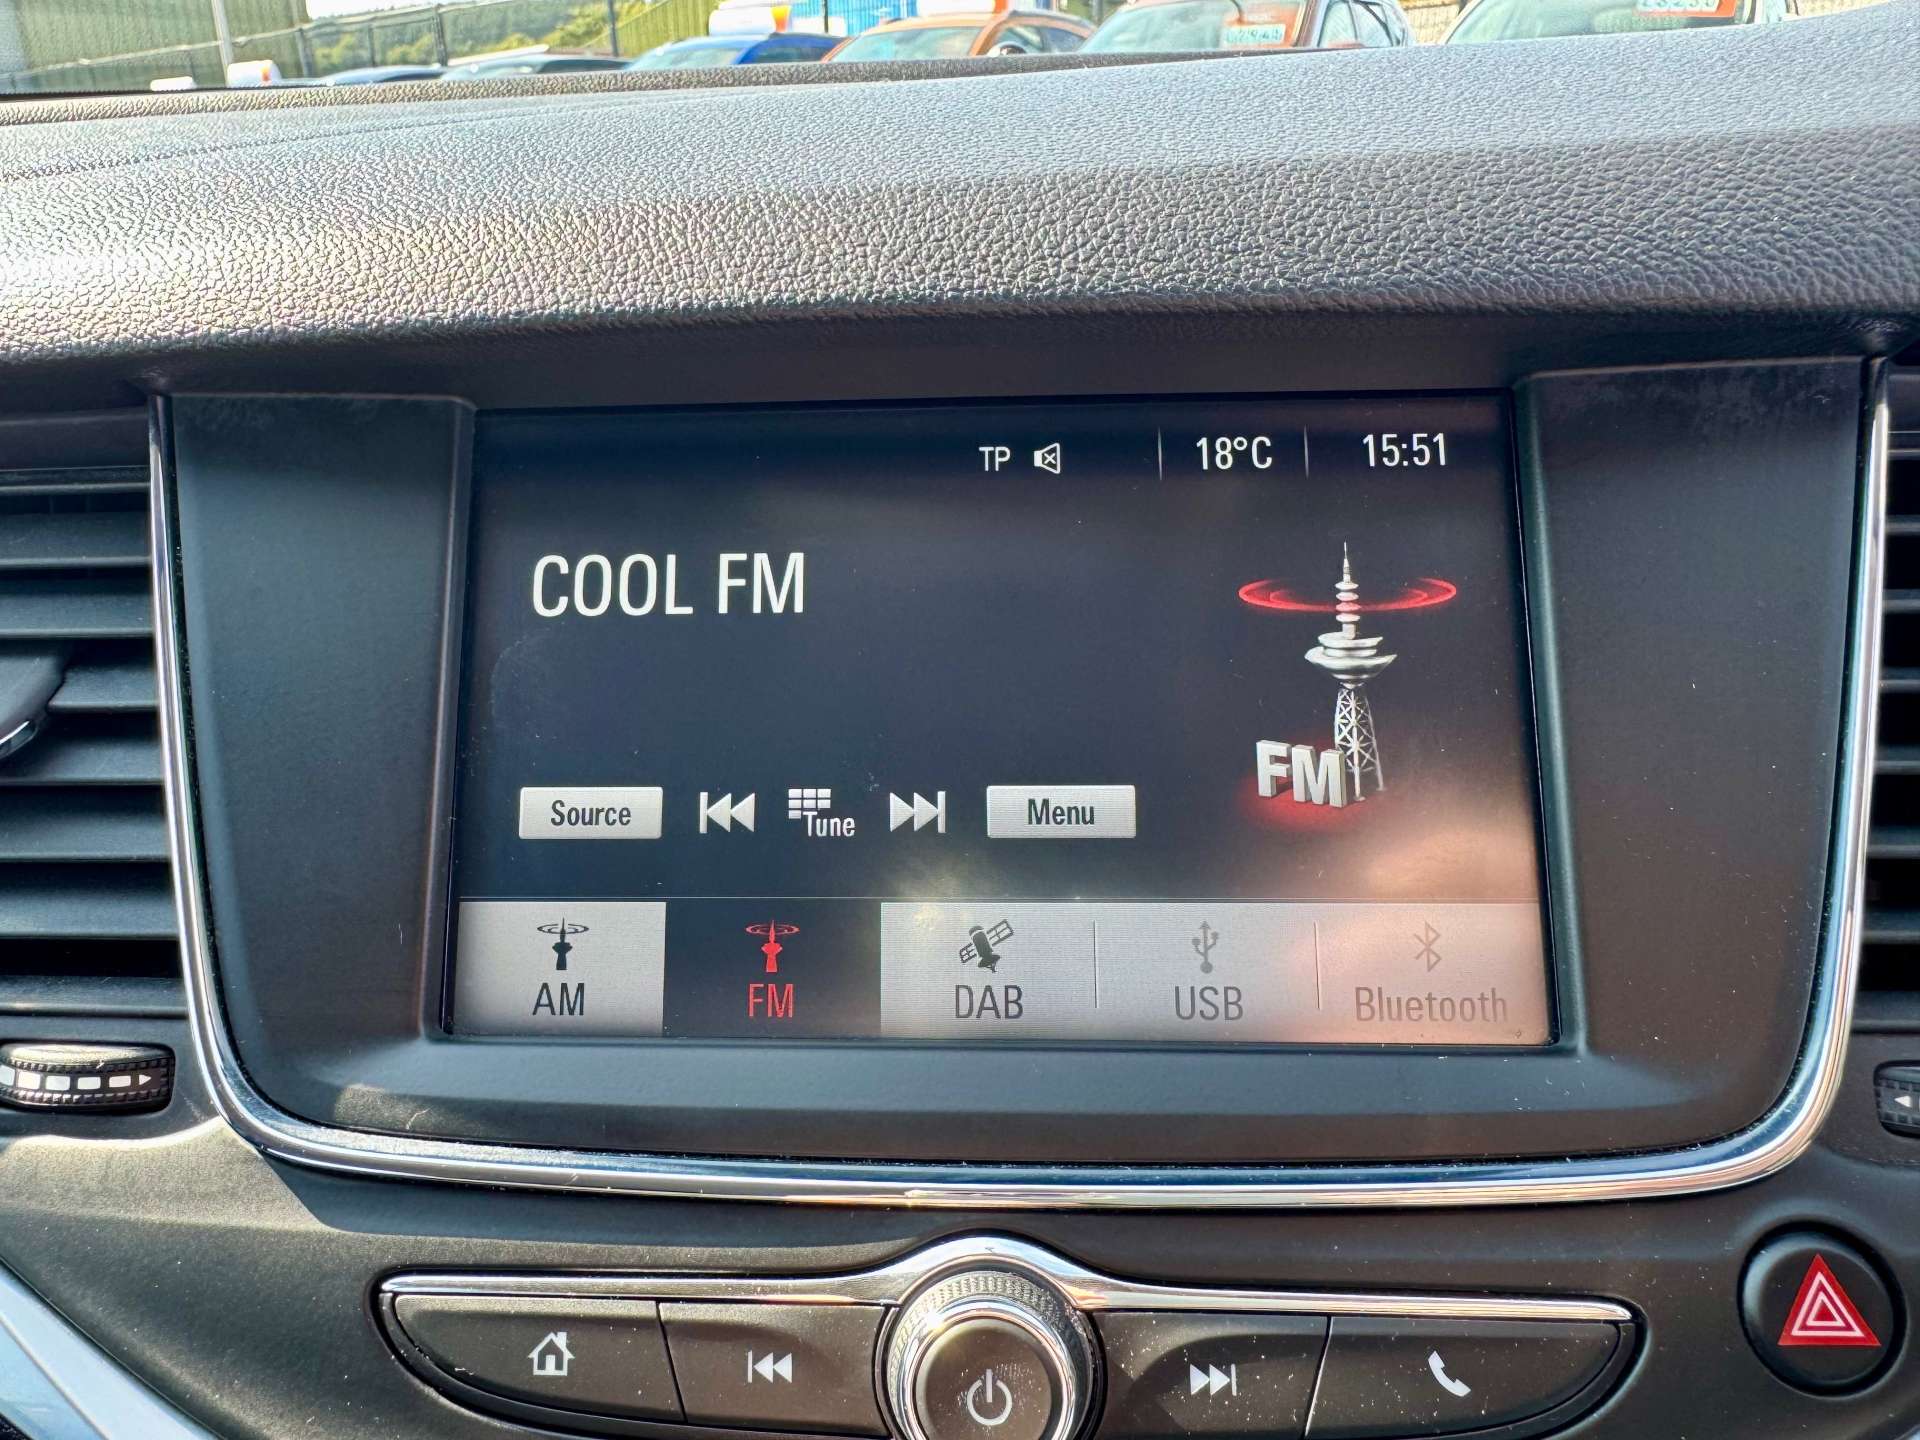 TP 18°C 15:51
COOL FM
Source Tune Menu
FM
AM FM DAB USB Bluetooth